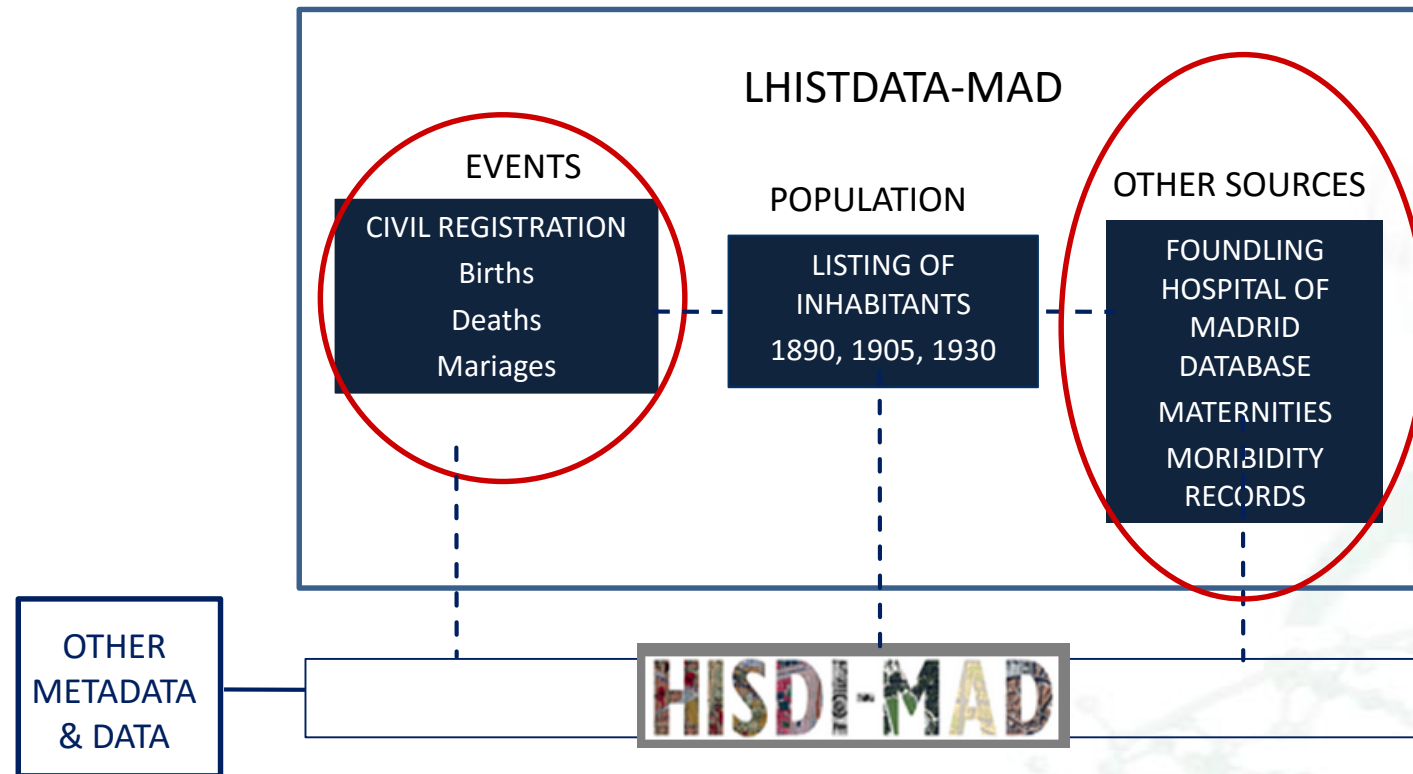 LHISTDATA-MAD
EVENTS
CIVIL REGISTRATION
Births
Deaths
Mariages
POPULATION
LISTING OF
INHABITANTS
1890, 1905, 1930
OTHER SOURCES
FOUNDLING
HOSPITAL OF
MADRID
DATABASE
MATERNITIES
MORIBIDITY
RECORDS
OTHER
METADATA
& DATA
HISDI-MAD